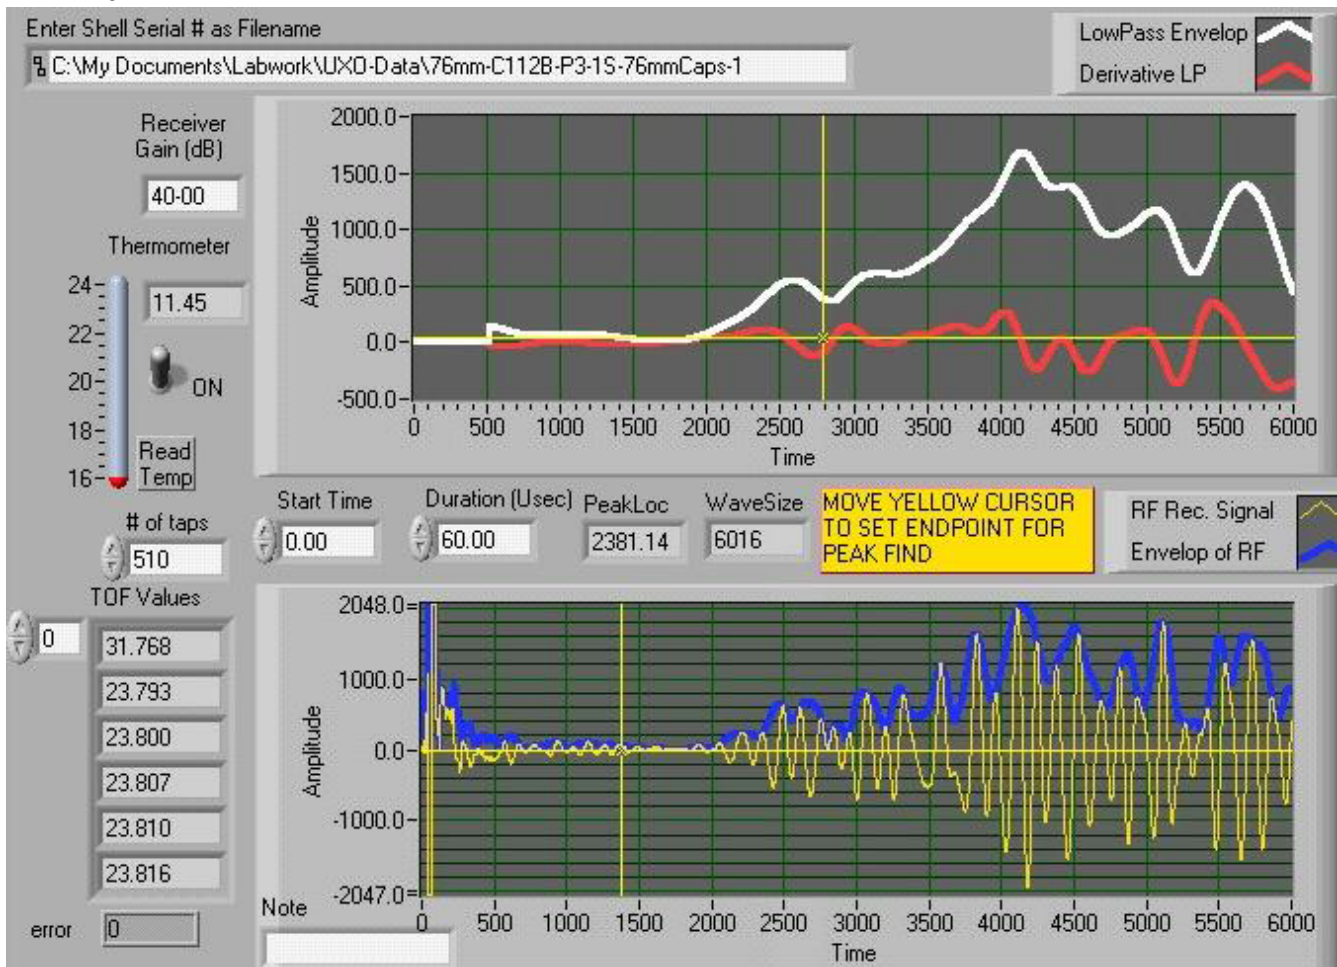 Enter Shell Serial # as Filename
C:\My Documents\Labwork\UXO-Data\76mm-C112B-P3-1S-76mmCaps-1
LowPass Envelop
Derivative LP
Receiver
Gain (dB)
40-00
Thermometer
24
22
20
18
16
11.45
ON
Read
Temp
# of taps
510
TOF Values
0
31.768
23.793
23.800
23.807
23.810
23.816
error
0
2000.0
1500.0
1000.0
500.0
0.0
-500.0
Amplitude
0 500 1000 1500 2000 2500 3000 3500 4000 4500 5000 5500 6000
Time
Start Time
0.00
Duration (Usec)
60.00
PeakLoc
2381.14
WaveSize
6016
MOVE YELLOW CURSOR
TO SET ENDPOINT FOR
PEAK FIND
RF Rec. Signal
Envelop of RF
2048.0
1000.0
0.0
-1000.0
-2047.0
Amplitude
0 500 1000 1500 2000 2500 3000 3500 4000 4500 5000 5500 6000
Time
Note